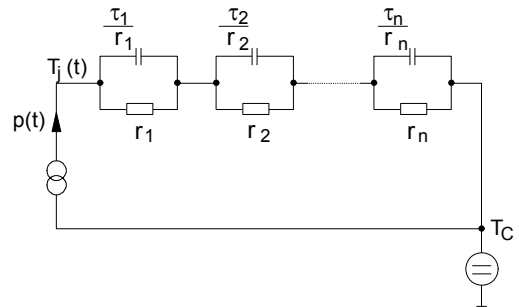 τ1/r1 τ2/r2 τn/rn
Tj (t)
r1 r2 rn
p(t)
TC